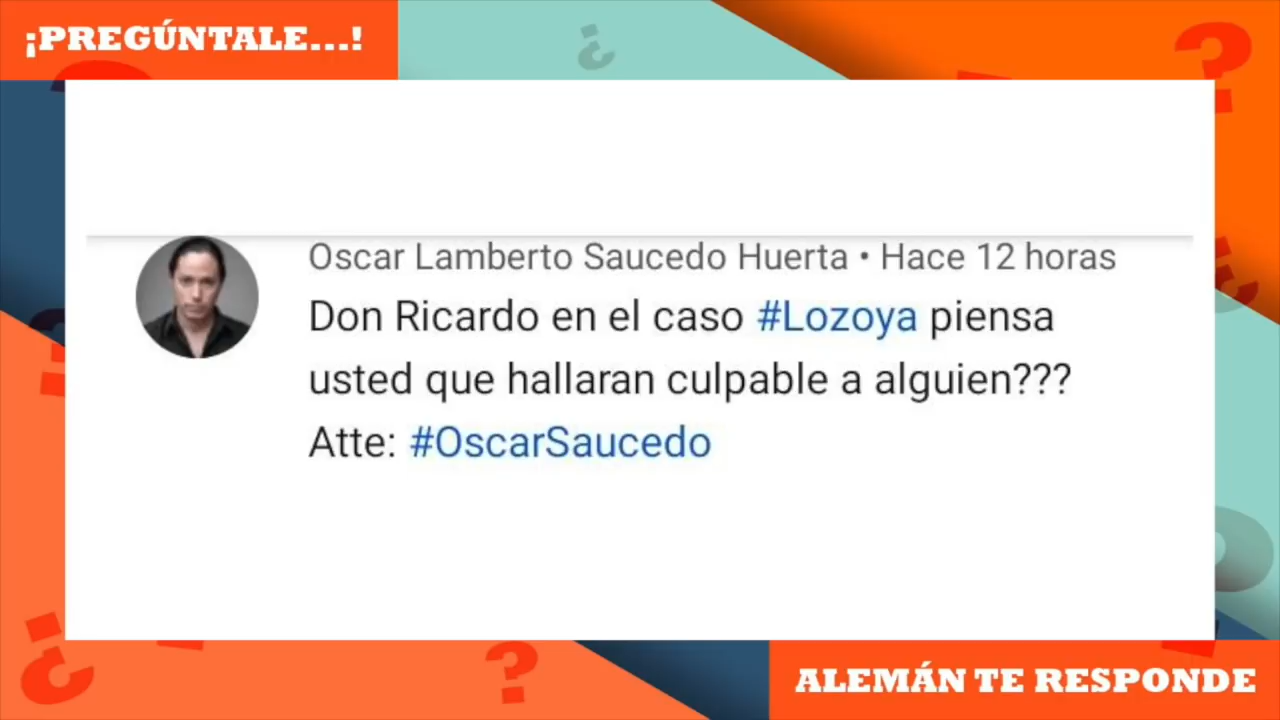 ¡PREGÚNTALE...!
Oscar Lamberto Saucedo Huerta • Hace 12 horas
Don Ricardo en el caso #Lozoya piensa
usted que hallaran culpable a alguien???
Atte: #OscarSaucedo
ALEMÁN TE RESPONDE